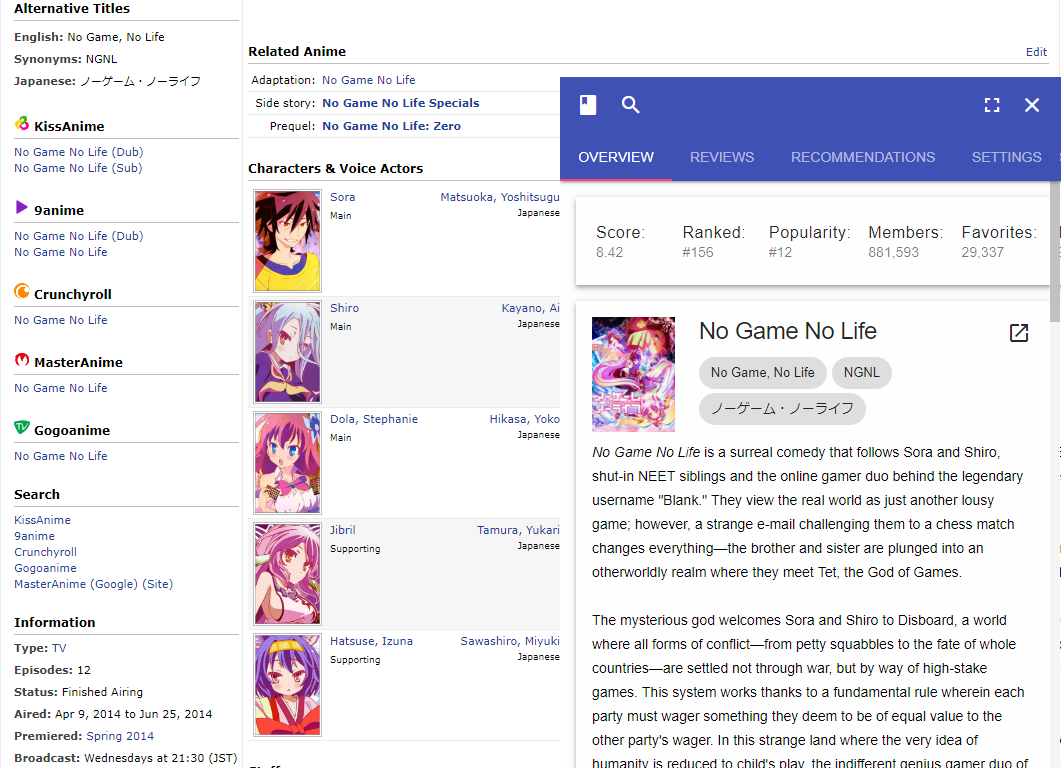 Alternative Titles
English: No Game, No Life
Synonyms: NGNL
Japanese: ノーゲーム・ノーライフ
KissAnime
No Game No Life (Dub)
No Game No Life (Sub)
9anime
No Game No Life (Dub)
No Game No Life
Crunchyroll
No Game No Life
MasterAnime
No Game No Life
Gogoanime
No Game No Life
Search
KissAnime
9anime
Crunchyroll
Gogoanime
MasterAnime (Google) (Site)
Information
Type: TV
Episodes: 12
Status: Finished Airing
Aired: Apr 9, 2014 to Jun 25, 2014
Premiered: Spring 2014
Broadcast: Wednesdays at 21:30 (JST)
Related Anime Edit
Adaptation: No Game No Life
Side story: No Game No Life Specials
Prequel: No Game No Life: Zero
Characters & Voice Actors
Sora Matsuoka, Yoshitsugu
Main Japanese
Shiro Kayano, Ai
Main Japanese
Dola, Stephanie Hikasa, Yoko
Main Japanese
Jibril Tamura, Yukari
Supporting Japanese
Hatsuse, Izuna Sawashiro, Miyuki
Supporting Japanese
OVERVIEW REVIEWS RECOMMENDATIONS SETTINGS
Score: Ranked: Popularity: Members: Favorites:
8.42 #156 #12 881,593 29,337
No Game No Life
No Game, No Life NGNL
ノーゲーム・ノーライフ
No Game No Life is a surreal comedy that follows Sora and Shiro,
shut-in NEET siblings and the online gamer duo behind the legendary
username "Blank." They view the real world as just another lousy
game; however, a strange e-mail challenging them to a chess match
changes everything—the brother and sister are plunged into an
otherworldly realm where they meet Tet, the God of Games.
The mysterious god welcomes Sora and Shiro to Disboard, a world
where all forms of conflict—from petty squabbles to the fate of whole
countries—are settled not through war, but by way of high-stake
games. This system works thanks to a fundamental rule wherein each
party must wager something they deem to be of equal value to the
other party's wager. In this strange land where the very idea of
humanity is reduced to child's play, the indifferent genius gamer duo of